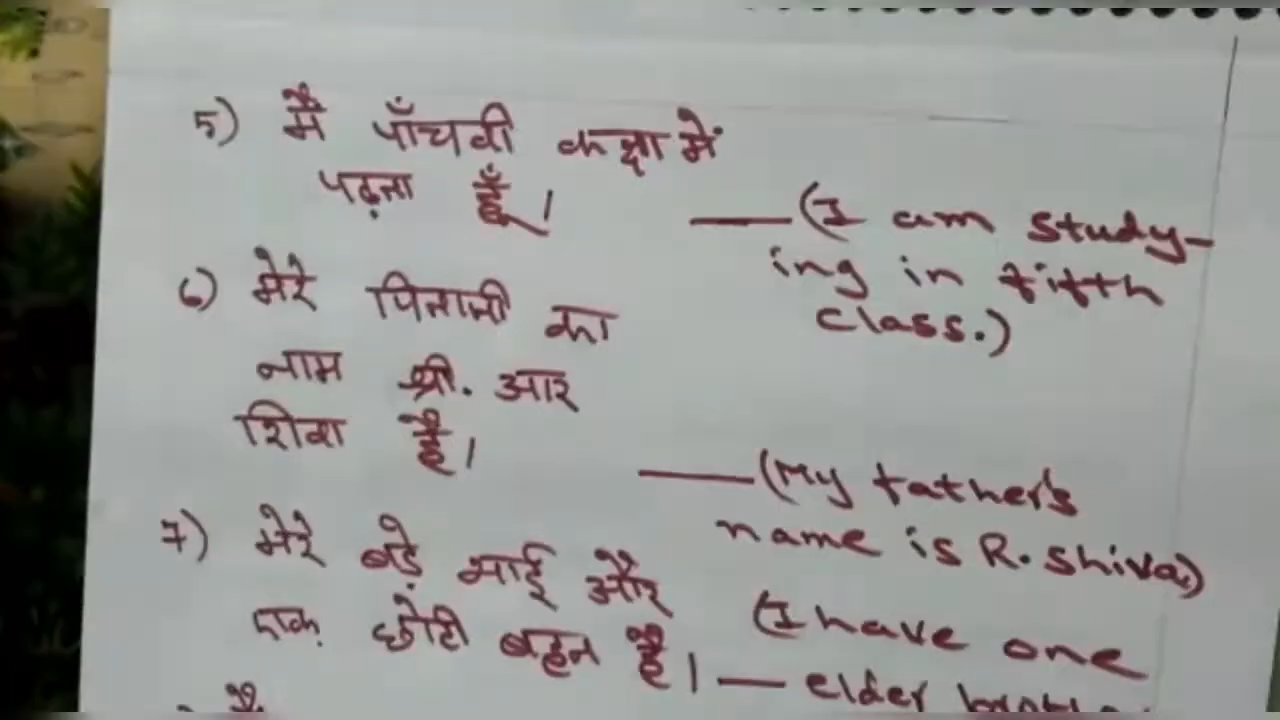 5) मैं पाँचवी कक्षा में
पढ़ता हूँ।
—(I am study-
ing in fifth
class.)
6) मेरे पिताजी का
नाम श्री. आर
शिवा है।
—(My father's
name is R. Shiva)
7) मेरे बड़े भाई और
एक छोटी बहन है।
(I have one
— elder